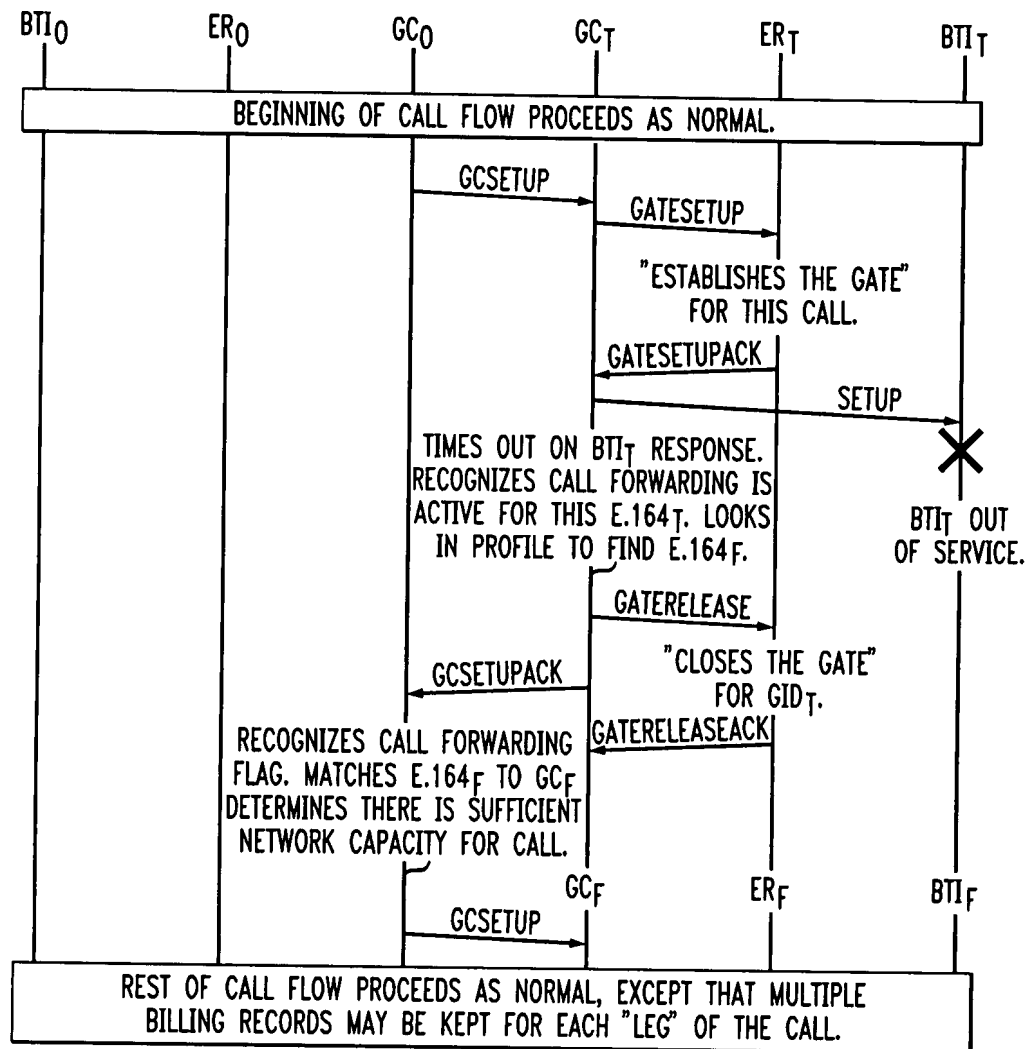 BTIO ERO GCO GCT ERT BTIT
BEGINNING OF CALL FLOW PROCEEDS AS NORMAL.
GCSETUP
GATESETUP
"ESTABLISHES THE GATE"
FOR THIS CALL.
GATESETUPACK
SETUP
TIMES OUT ON BTIT RESPONSE.
RECOGNIZES CALL FORWARDING IS
ACTIVE FOR THIS E.164T. LOOKS
IN PROFILE TO FIND E.164F.
BTIT OUT
OF SERVICE.
GATERELEASE
"CLOSES THE GATE"
FOR GIDT.
GCSETUPACK
GATERELEASEACK
RECOGNIZES CALL FORWARDING
FLAG. MATCHES E.164F TO GCF
DETERMINES THERE IS SUFFICIENT
NETWORK CAPACITY FOR CALL.
GCF ERF BTIF
GCSETUP
REST OF CALL FLOW PROCEEDS AS NORMAL, EXCEPT THAT MULTIPLE
BILLING RECORDS MAY BE KEPT FOR EACH "LEG" OF THE CALL.